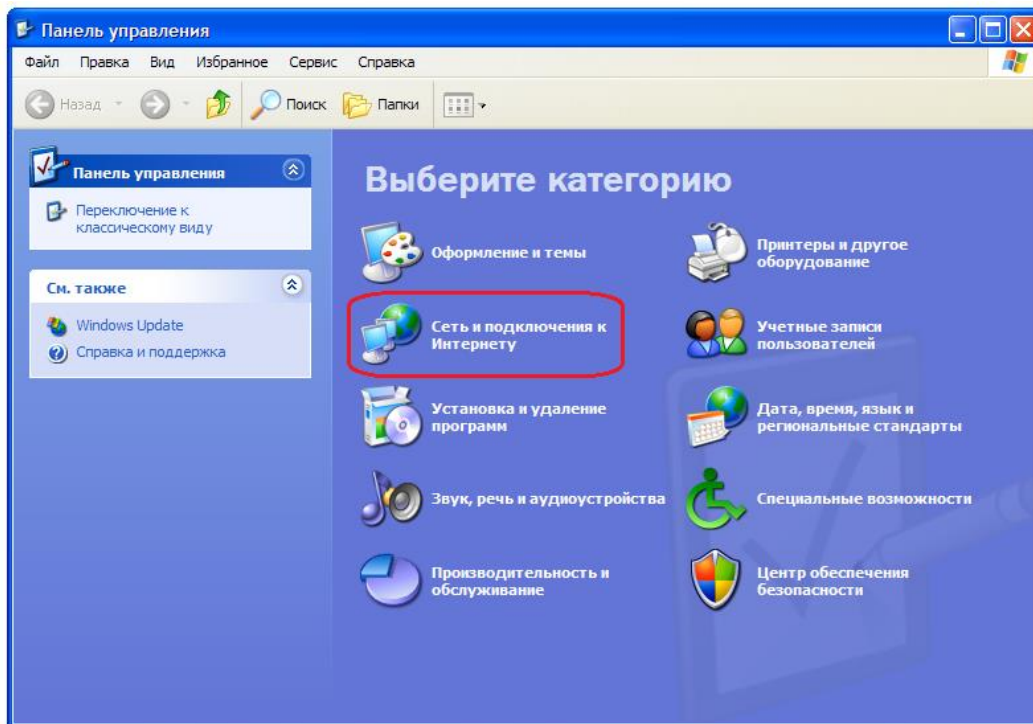 Панель управления
Файл Правка Вид Избранное Сервис Справка
Назад Поиск Папки
Панель управления
Переключение к
классическому виду
См. также
Windows Update
Справка и поддержка
Выберите категорию
Оформление и темы
Принтеры и другое
оборудование
Сеть и подключения к
Интернету
Учетные записи
пользователей
Установка и удаление
программ
Дата, время, язык и
региональные стандарты
Звук, речь и аудиоустройства
Специальные возможности
Производительность и
обслуживание
Центр обеспечения
безопасности